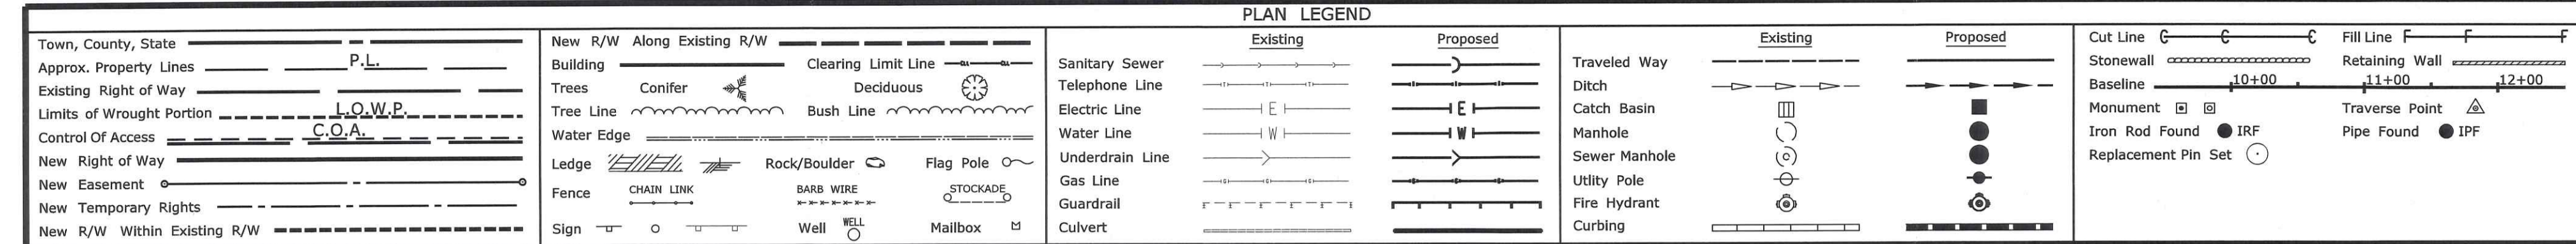 PLAN LEGEND
Town, County, State
Approx. Property Lines P.L.
Existing Right of Way
Limits of Wrought Portion L.O.W.P.
Control Of Access C.O.A.
New Right of Way
New Easement
New Temporary Rights
New R/W Within Existing R/W
New R/W Along Existing R/W
Building Clearing Limit Line
Trees Conifer Deciduous
Tree Line Bush Line
Water Edge
Ledge Rock/Boulder Flag Pole
Fence CHAIN LINK BARB WIRE STOCKADE
Sign Well WELL Mailbox
Existing Proposed
Sanitary Sewer
Telephone Line
Electric Line E E
Water Line W W
Underdrain Line
Gas Line
Guardrail
Culvert
Existing Proposed
Traveled Way
Ditch
Catch Basin
Manhole
Sewer Manhole
Utlity Pole
Fire Hydrant
Curbing
Cut Line C C C Fill Line F F F
Stonewall Retaining Wall
Baseline 10+00 11+00 12+00
Monument Traverse Point
Iron Rod Found IRF Pipe Found IPF
Replacement Pin Set